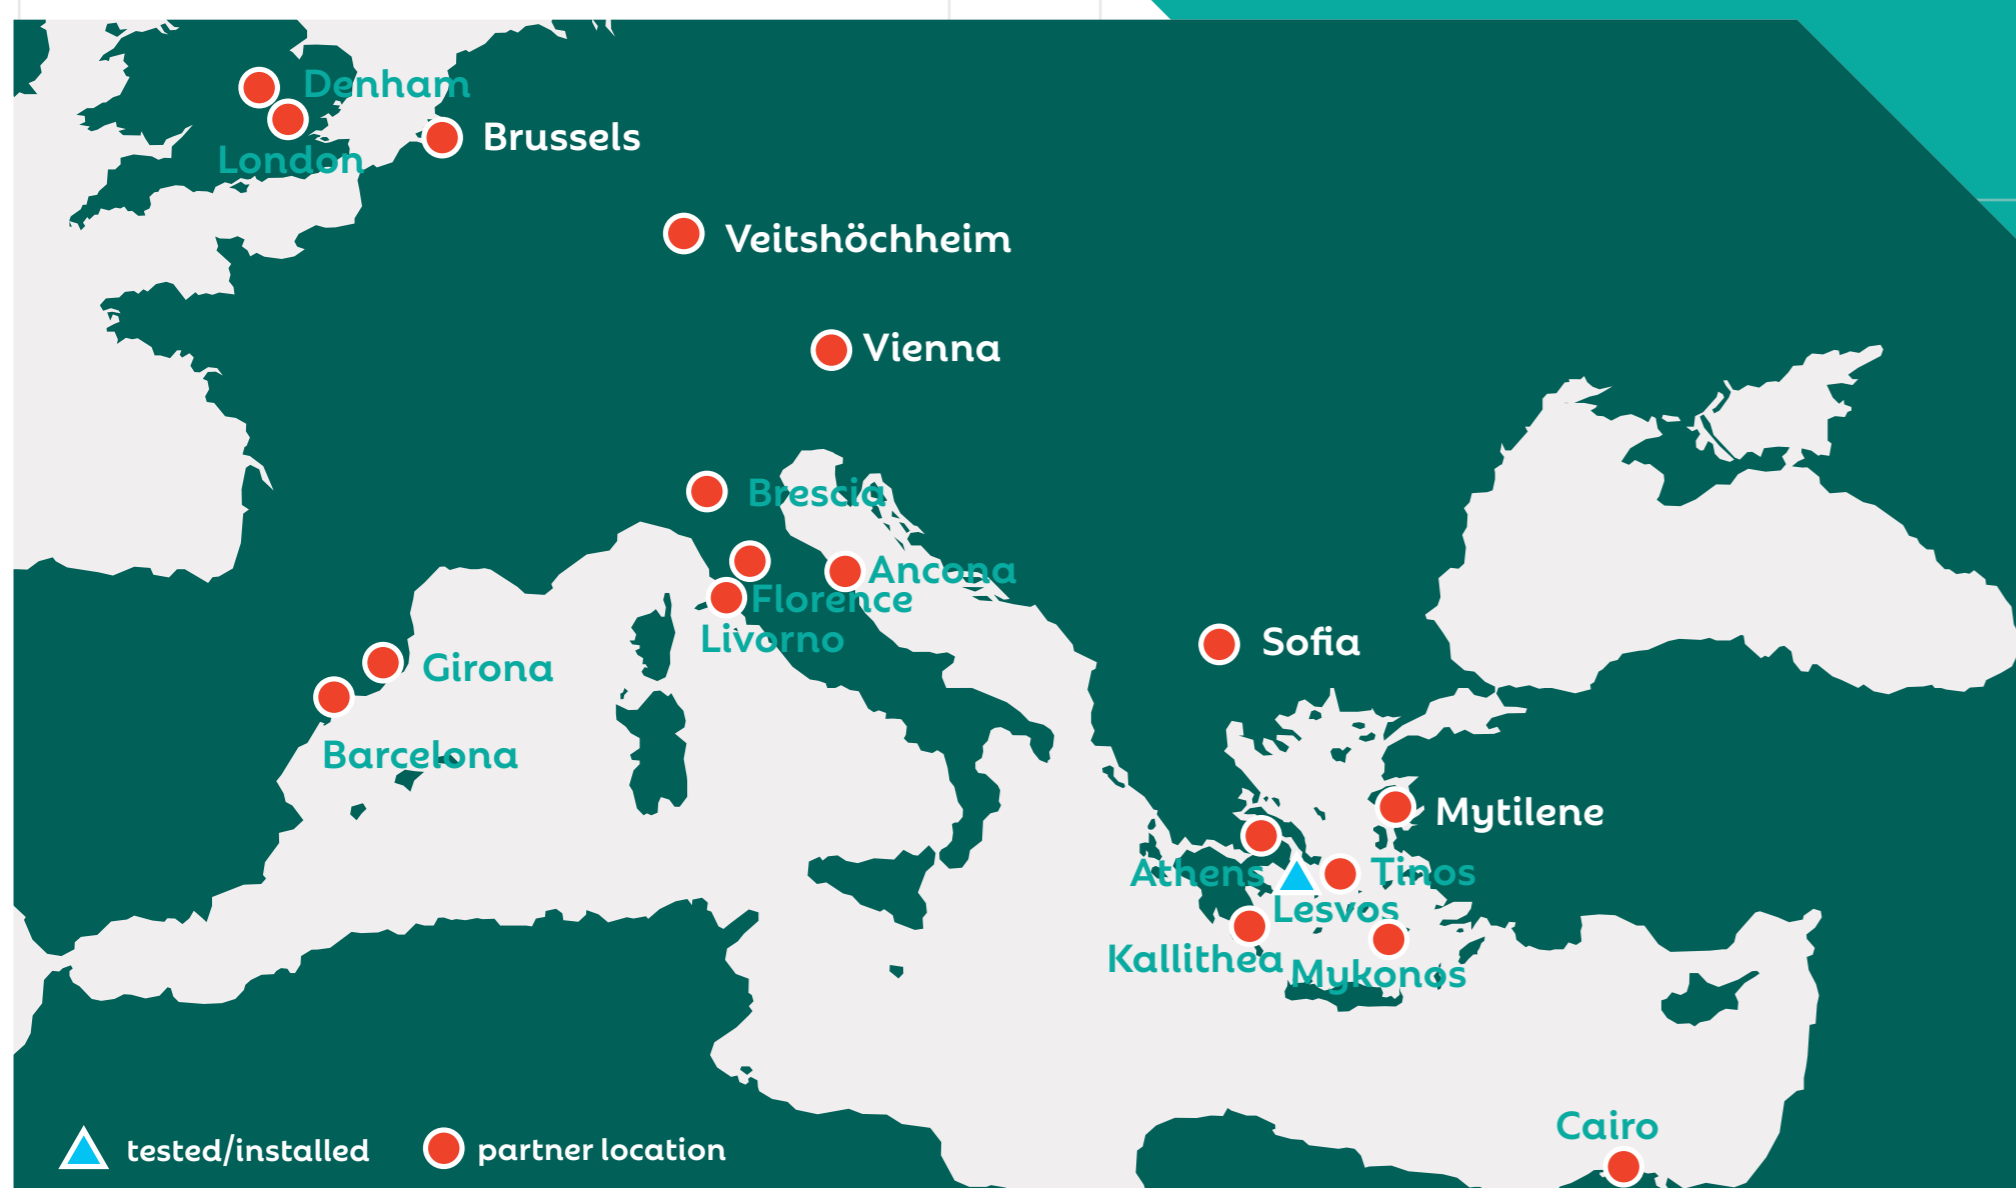 Denham
London
Brussels
Veitshöchheim
Vienna
Brescia
Ancona
Florence
Livorno
Girona
Barcelona
Sofia
Mytilene
Athens
Tinos
Lesvos
Kallithea
Mykonos
Cairo
tested/installed
partner location